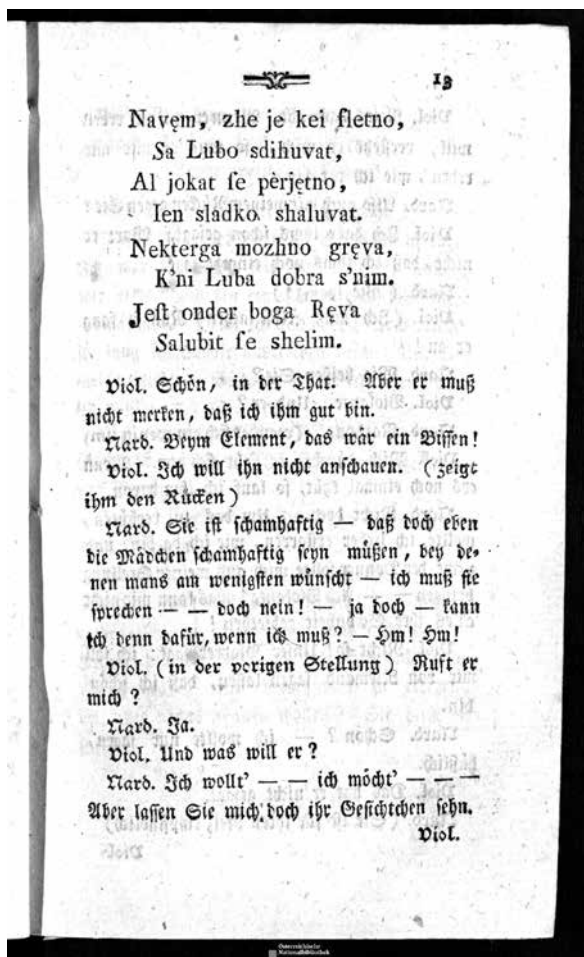 13
Navęm, zhe je kei ſletno,
Sa Lubo sdihuvat,
Al jokat ſe pèrjętno,
Ien sladko shaluvat.
Nekterga mozhno gręva,
K'ni Luba dobra s'nim.
Jeſt onder boga Ręva
Salubit ſe shelim.
Viol. Schön, in der That. Aber er muß
nicht merken, daß ich ihm gut bin.
Nard. Beym Element, das wär ein Biſſen!
Viol. Ich will ihn nicht anſchauen. (zeigt
ihm den Rücken)
Nard. Sie iſt ſchamhaftig — daß doch eben
die Mädchen ſchamhaftig ſeyn müßen, bey de-
nen mans am wenigſten wünſcht — ich muß ſie
ſprechen — — doch nein! — ja doch — kann
ich denn dafür, wenn ich muß? — Hm! Hm!
Viol. (in der vorigen Stellung) Ruft er
mich?
Nard. Ja.
Viol. Und was will er?
Nard. Ich wollt' — — ich möcht' — — —
Aber laſſen Sie mich doch ihr Geſichtchen ſehn.
Viol.
Österreichische
Nationalbibliothek